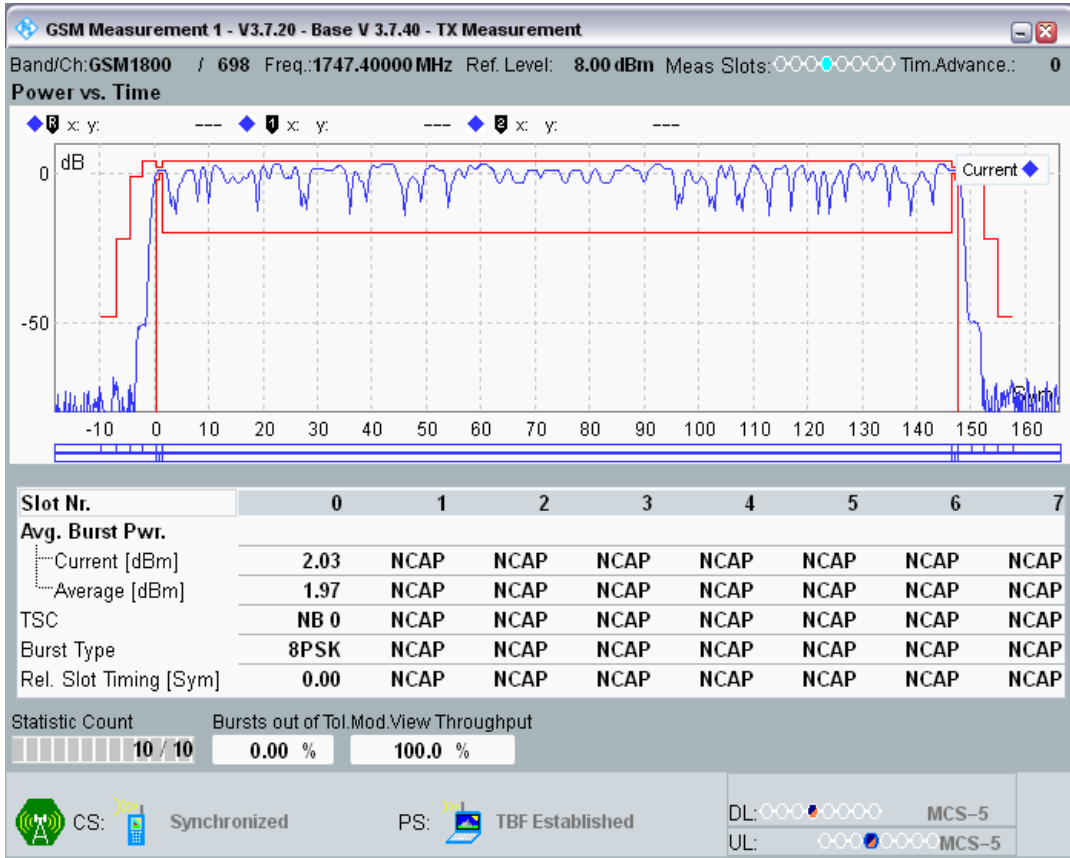 GSM Measurement 1 - V3.7.20 - Base V 3.7.40 - TX Measurement
Band/Ch:GSM1800 / 698 Freq.:1747.40000 MHz Ref. Level: 8.00 dBm Meas Slots: Tim.Advance.: 0
Power vs. Time
R x: y: --- 1 x: y: --- 2 x: y: ---
dB
Current
0
-50
Sym
-10 0 10 20 30 40 50 60 70 80 90 100 110 120 130 140 150 160
Slot Nr. 0 1 2 3 4 5 6 7
Avg. Burst Pwr.
Current [dBm] 2.03 NCAP NCAP NCAP NCAP NCAP NCAP NCAP
Average [dBm] 1.97 NCAP NCAP NCAP NCAP NCAP NCAP NCAP
TSC NB 0 NCAP NCAP NCAP NCAP NCAP NCAP NCAP
Burst Type 8PSK NCAP NCAP NCAP NCAP NCAP NCAP NCAP
Rel. Slot Timing [Sym] 0.00 NCAP NCAP NCAP NCAP NCAP NCAP NCAP
Statistic Count Bursts out of Tol.Mod.View Throughput
10 / 10 0.00 % 100.0 %
CS: Synchronized PS: TBF Established
DL: MCS-5
UL: MCS-5